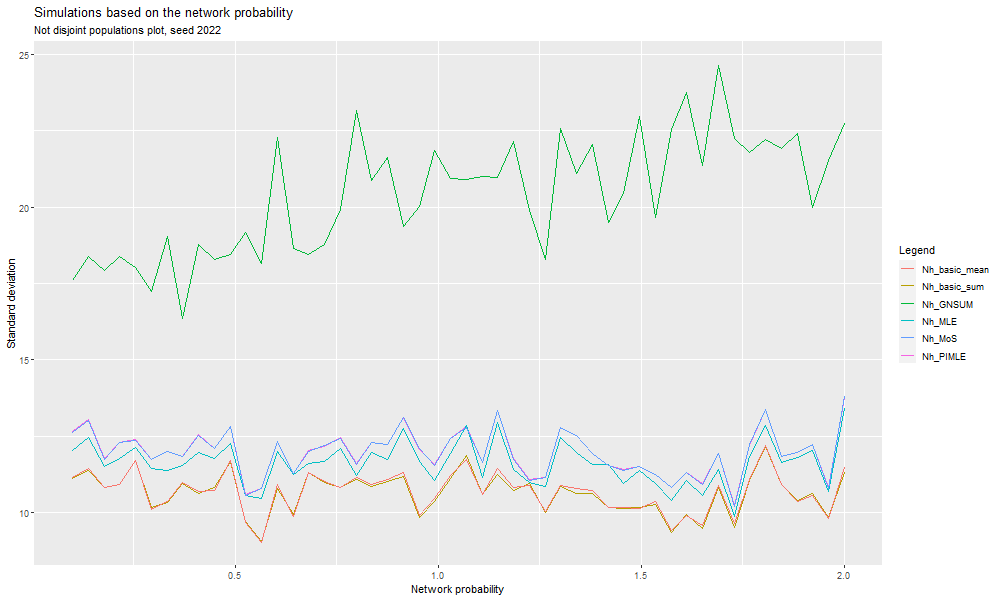 Simulations based on the network probability
Not disjoint populations plot, seed 2022
25
20
15
10
Standard deviation
0.5
1.0
1.5
2.0
Network probability
Legend
Nh_basic_mean
Nh_basic_sum
Nh_GNSUM
Nh_MLE
Nh_MoS
Nh_PIMLE